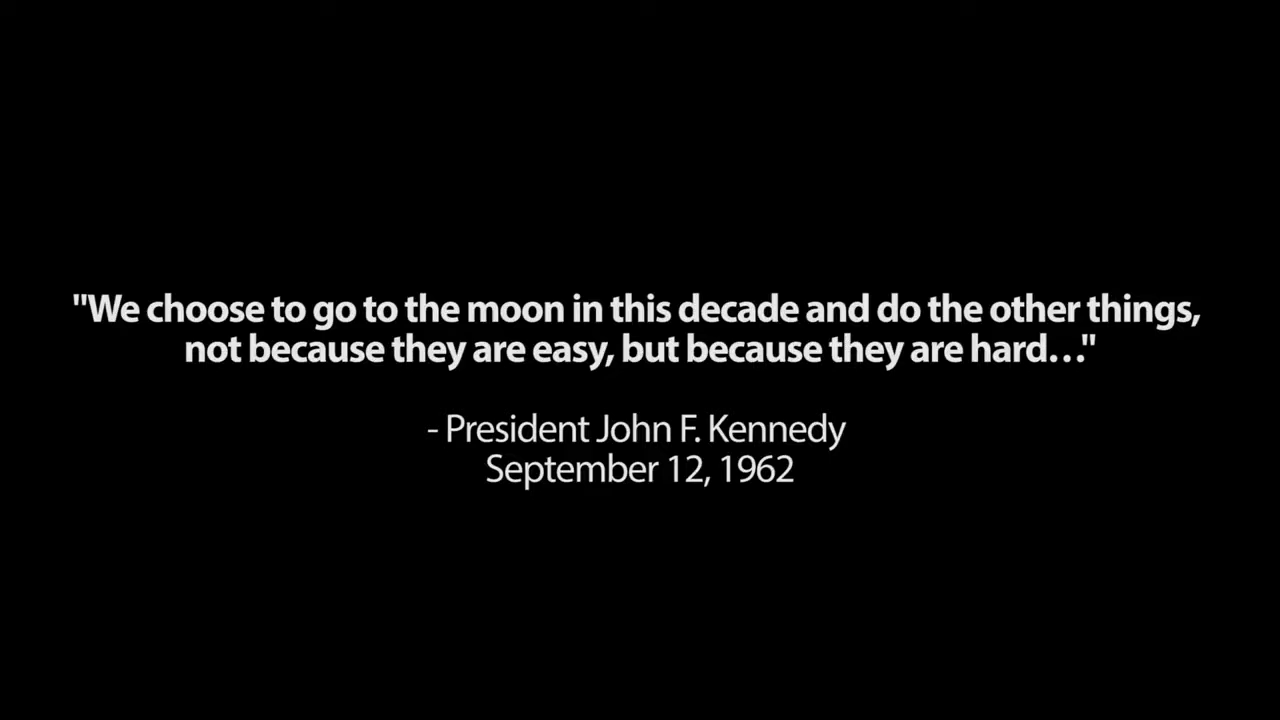 "We choose to go to the moon in this decade and do the other things,
not because they are easy, but because they are hard…"
- President John F. Kennedy
September 12, 1962